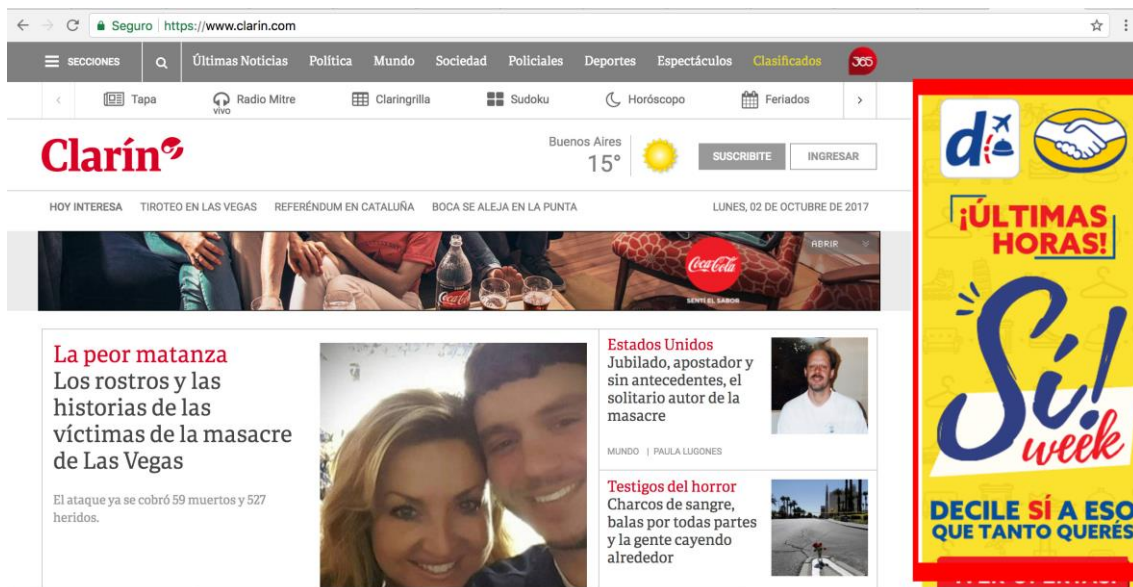 Seguro https://www.clarin.com
SECCIONES Últimas Noticias Política Mundo Sociedad Policiales Deportes Espectáculos Clasificados 365
Tapa Radio Mitre Claringrilla Sudoku Horóscopo Feriados
vivo
Clarín
Buenos Aires
15°
SUSCRIBITE INGRESAR
HOY INTERESA TIROTEO EN LAS VEGAS REFERÉNDUM EN CATALUÑA BOCA SE ALEJA EN LA PUNTA LUNES, 02 DE OCTUBRE DE 2017
ABRIR
Coca-Cola
Coca-Cola
SENTÍ EL SABOR
La peor matanza
Los rostros y las
historias de las
víctimas de la masacre
de Las Vegas
El ataque ya se cobró 59 muertos y 527
heridos.
Estados Unidos
Jubilado, apostador y
sin antecedentes, el
solitario autor de la
masacre
MUNDO | PAULA LUGONES
Testigos del horror
Charcos de sangre,
balas por todas partes
y la gente cayendo
alrededor
d
¡ÚLTIMAS
HORAS!
Sí!
week
DECILE SÍ A ESO
QUE TANTO QUERÉS